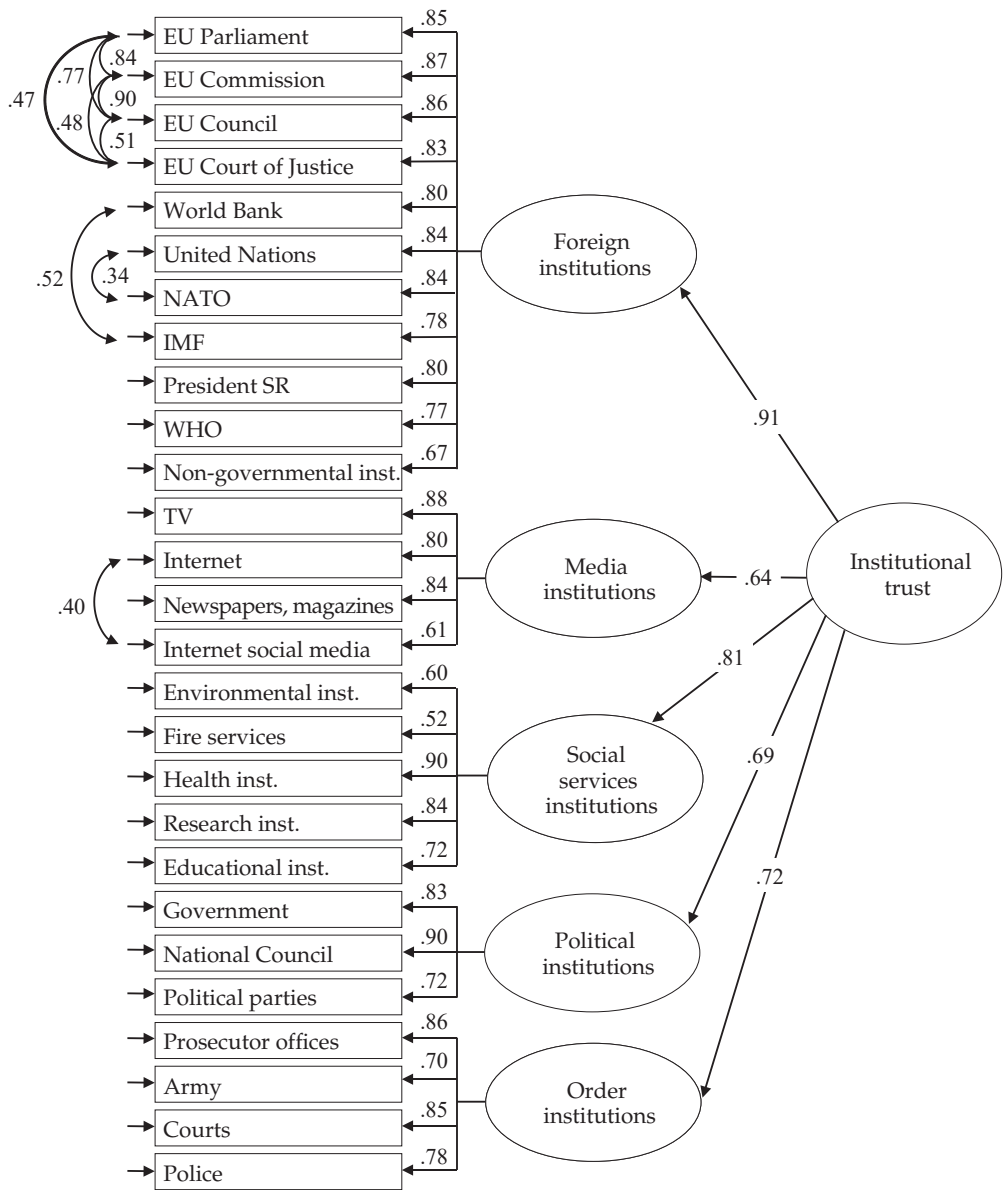 .85
EU Parliament
.84
.87
.77
EU Commission
.47
.90
.86
.48
EU Council
.51
.83
EU Court of Justice
.80
World Bank
.84
United Nations
Foreign
institutions
.52
.34
.84
NATO
.78
IMF
.80
President SR
.77
WHO
.91
.67
Non-governmental inst.
.88
TV
.80
Internet
Media
institutions
.64
Institutional
trust
.40
.84
Newspapers, magazines
.61
Internet social media
.81
.60
Environmental inst.
.52
Fire services
.69
.90
Health inst.
Social
services
institutions
.84
Research inst.
.72
Educational inst.
.72
.83
Government
.90
National Council
Political
institutions
.72
Political parties
.86
Prosecutor offices
.70
Army
Order
institutions
.85
Courts
.78
Police